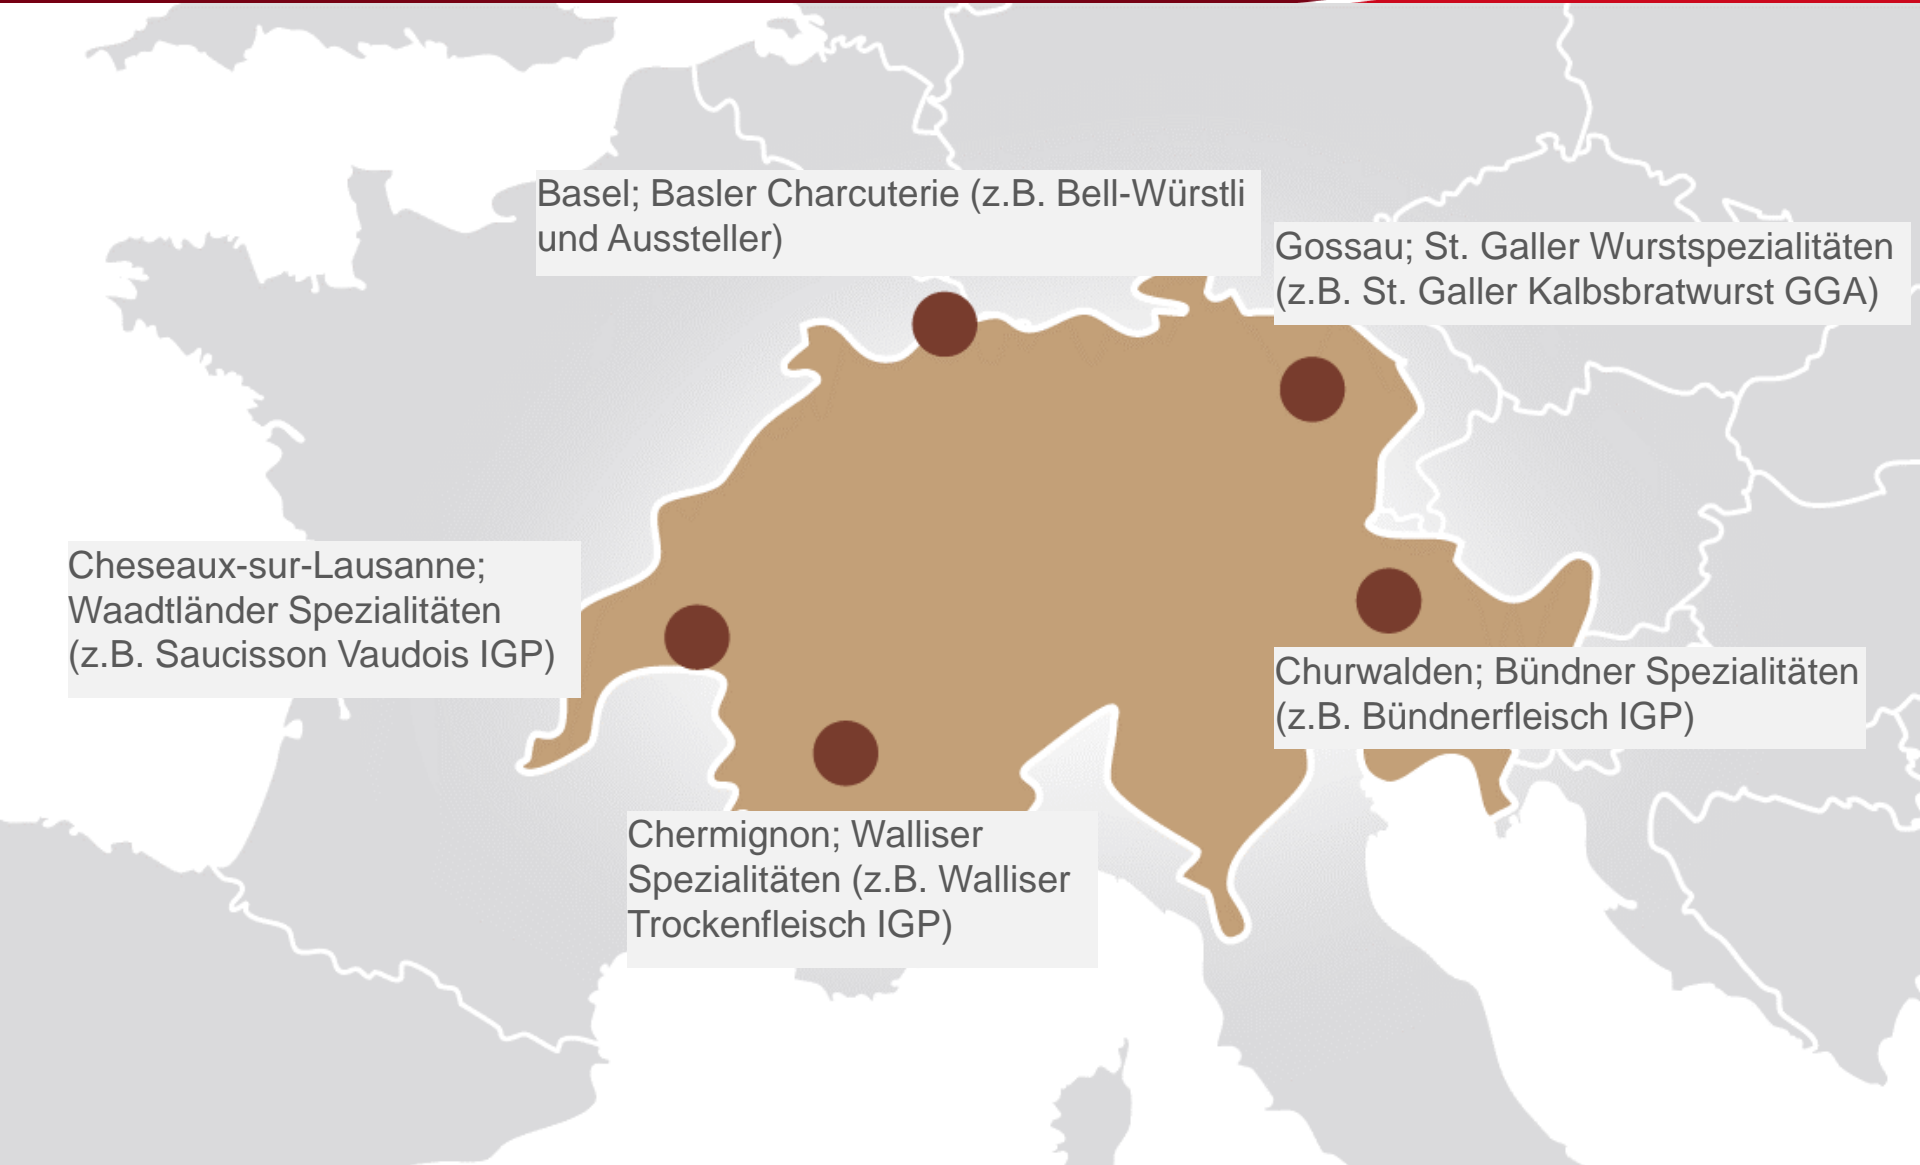 Basel; Basler Charcuterie (z.B. Bell-Würstli
und Aussteller)
Gossau; St. Galler Wurstspezialitäten
(z.B. St. Galler Kalbsbratwurst GGA)
Cheseaux-sur-Lausanne;
Waadtländer Spezialitäten
(z.B. Saucisson Vaudois IGP)
Churwalden; Bündner Spezialitäten
(z.B. Bündnerfleisch IGP)
Chermignon; Walliser
Spezialitäten (z.B. Walliser
Trockenfleisch IGP)